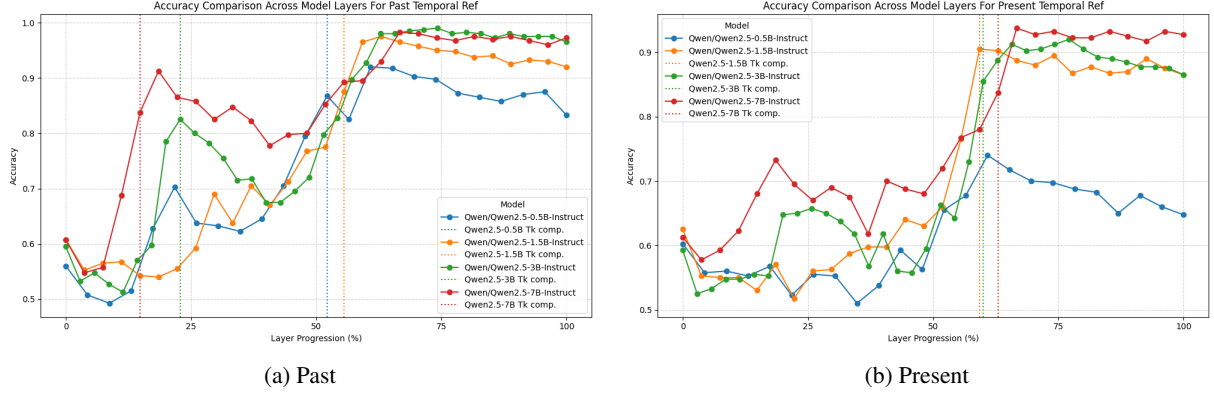 Accuracy Comparison Across Model Layers For Past Temporal Ref
1.0
0.9
0.8
0.7
0.6
0.5
Accuracy
0
25
50
75
100
Layer Progression (%)
Model
Qwen/Qwen2.5-0.5B-Instruct
Qwen2.5-0.5B Tk comp.
Qwen/Qwen2.5-1.5B-Instruct
Qwen2.5-1.5B Tk comp.
Qwen/Qwen2.5-3B-Instruct
Qwen2.5-3B Tk comp.
Qwen/Qwen2.5-7B-Instruct
Qwen2.5-7B Tk comp.
(a) Past
Accuracy Comparison Across Model Layers For Present Temporal Ref
0.9
0.8
0.7
0.6
0.5
Accuracy
0
25
50
75
100
Layer Progression (%)
Model
Qwen/Qwen2.5-0.5B-Instruct
Qwen/Qwen2.5-1.5B-Instruct
Qwen2.5-1.5B Tk comp.
Qwen/Qwen2.5-3B-Instruct
Qwen2.5-3B Tk comp.
Qwen/Qwen2.5-7B-Instruct
Qwen2.5-7B Tk comp.
(b) Present